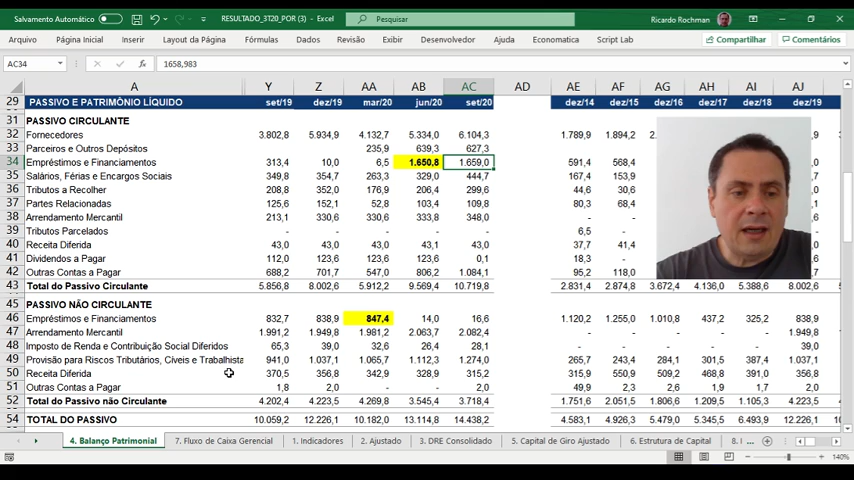 Salvamento Automático RESULTADO_3T20_POR (3) - Excel Pesquisar Ricardo Rochman
Arquivo Página Inicial Inserir Layout da Página Fórmulas Dados Revisão Exibir Desenvolvedor Ajuda Economatica Script Lab Compartilhar Comentários
AC34 fx 1658,983
A Y Z AA AB AC AD AE AF AG AH AI AJ
29 PASSIVO E PATRIMÔNIO LÍQUIDO set/19 dez/19 mar/20 jun/20 set/20 dez/14 dez/15 dez/16 dez/17 dez/18 dez/19
31 PASSIVO CIRCULANTE
32 Fornecedores 3.802,8 5.934,9 4.132,7 5.334,0 6.104,3 1.789,9 1.894,2
33 Parceiros e Outros Depósitos 235,9 639,3 627,3
34 Empréstimos e Financiamentos 313,4 10,0 6,5 1.650,8 1.659,0 591,4 568,4
35 Salários, Férias e Encargos Sociais 349,8 354,7 263,3 329,0 444,7 167,4 153,9
36 Tributos a Recolher 208,8 352,0 176,9 206,4 299,6 44,6 30,6
37 Partes Relacionadas 125,6 152,1 52,8 103,4 109,8 80,3 68,4
38 Arrendamento Mercantil 213,1 330,6 330,6 333,8 348,0 - -
39 Tributos Parcelados - - - - - 6,5 -
40 Receita Diferida 43,0 43,0 43,0 43,1 43,0 37,7 41,4
41 Dividendos a Pagar 112,0 123,6 123,6 123,6 0,1 18,3 -
42 Outras Contas a Pagar 688,2 701,7 547,0 806,2 1.084,1 95,2 118,0
43 Total do Passivo Circulante 5.856,8 8.002,6 5.912,2 9.569,4 10.719,8 2.831,4 2.874,8 3.672,4 4.136,0 5.388,6 8.002,6
45 PASSIVO NÃO CIRCULANTE
46 Empréstimos e Financiamentos 832,7 838,9 847,4 14,0 16,6 1.120,2 1.255,0 1.010,8 437,2 325,2 838,9
47 Arrendamento Mercantil 1.991,2 1.949,8 1.981,2 2.063,7 2.082,4 - - - - - 1.949,8
48 Imposto de Renda e Contribuição Social Diferidos 65,3 39,0 32,6 26,4 28,1 - - - - - 39,0
49 Provisão para Riscos Tributários, Cíveis e Trabalhista 941,0 1.037,1 1.065,7 1.112,3 1.274,0 265,7 243,4 284,1 301,5 387,4 1.037,1
50 Receita Diferida 370,5 356,8 342,9 328,9 315,2 315,9 550,9 509,2 468,8 391,0 356,8
51 Outras Contas a Pagar 1,8 2,0 - - 2,0 49,9 2,3 2,6 1,9 1,7 2,0
52 Total do Passivo não Circulante 4.202,4 4.223,5 4.269,8 3.545,4 3.718,4 1.751,6 2.051,5 1.806,6 1.209,5 1.105,3 4.223,5
54 TOTAL DO PASSIVO 10.059,2 12.226,1 10.182,0 13.114,8 14.438,2 4.583,1 4.926,3 5.479,0 5.345,5 6.493,9 12.226,1
4. Balanço Patrimonial 7. Fluxo de Caixa Gerencial 1. Indicadores 2. Ajustado 3. DRE Consolidado 5. Capital de Giro Ajustado 6. Estrutura de Capital 8. I ...
140%